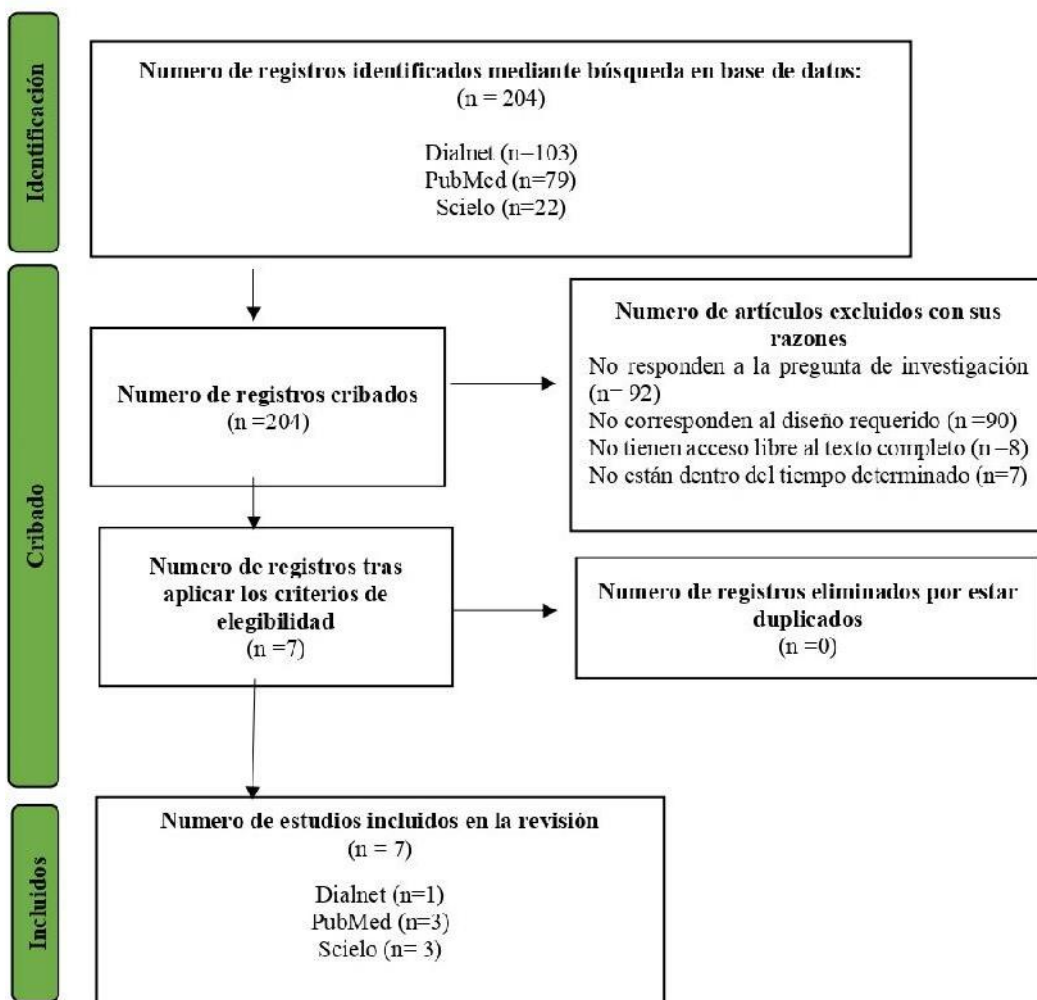 Identificación
Numero de registros identificados mediante búsqueda en base de datos:
(n = 204)
Dialnet (n=103)
PubMed (n=79)
Scielo (n=22)
Cribado
Numero de registros cribados
(n =204)
Numero de artículos excluidos con sus
razones
No responden a la pregunta de investigación
(n= 92)
No corresponden al diseño requerido (n =90)
No tienen acceso libre al texto completo (n =8)
No están dentro del tiempo determinado (n=7)
Numero de registros tras
aplicar los criterios de
elegibilidad
(n =7)
Numero de registros eliminados por estar
duplicados
(n =0)
Incluidos
Numero de estudios incluidos en la revisión
(n = 7)
Dialnet (n=1)
PubMed (n=3)
Scielo (n= 3)